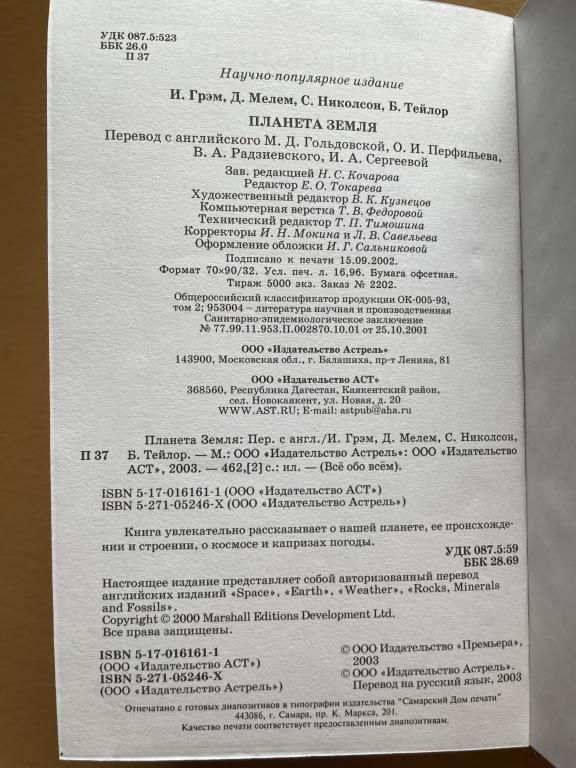 УДК 087.5:523
ББК 26.0
П 37
Научно-популярное издание
И. Грэм, Д. Мелем, С. Николсон, Б. Тейлор
ПЛАНЕТА ЗЕМЛЯ
Перевод с английского М. Д. Гольдовской, О. И. Перфильева,
В. А. Радзиевского, И. А. Сергеевой
Зав. редакцией Н. С. Кочарова
Редактор Е. О. Токарева
Художественный редактор В. К. Кузнецов
Компьютерная верстка Т. В. Федоровой
Технический редактор Т. П. Тимошина
Корректоры И. Н. Мокина и Л. В. Савельева
Оформление обложки И. Г. Сальниковой
Подписано к печати 15.09.2002.
Формат 70×90/32. Усл. печ. л. 16,96. Бумага офсетная.
Тираж 5000 экз. Заказ № 2202.
Общероссийский классификатор продукции ОК-005-93,
том 2; 953004 – литература научная и производственная
Санитарно-эпидемиологическое заключение
№ 77.99.11.953.П.002870.10.01 от 25.10.2001
ООО «Издательство Астрель»
143900, Московская обл., г. Балашиха, пр-т Ленина, 81
ООО «Издательство АСТ»
368560, Республика Дагестан, Каякентский район,
сел. Новокаякент, ул. Новая, д. 20
WWW.AST.RU; E-mail: astpub@aha.ru
Планета Земля: Пер. с англ./И. Грэм, Д. Мелем, С. Николсон,
П 37 Б. Тейлор. — М.: ООО «Издательство Астрель»: ООО «Издательство
АСТ», 2003. — 462,[2] с.: ил. — (Всё обо всём).
ISBN 5-17-016161-1 (ООО «Издательство АСТ»)
ISBN 5-271-05246-X (ООО «Издательство Астрель»)
Книга увлекательно рассказывает о нашей планете, ее происхожде-
нии и строении, о космосе и капризах погоды.
УДК 087.5:59
ББК 28.69
Настоящее издание представляет собой авторизованный перевод
английских изданий «Space», «Earth», «Weather», «Rocks, Minerals
and Fossils».
Copyright © 2000 Marshall Editions Development Ltd.
Все права защищены.
ISBN 5-17-016161-1
(ООО «Издательство АСТ»)
ISBN 5-271-05246-X
(ООО «Издательство Астрель»)
© ООО Издательство «Премьера»,
2003
© ООО «Издательство Астрель».
Перевод на русский язык, 2003
Отпечатано с готовых диапозитивов в типографии издательства "Самарский Дом печати"
443086, г. Самара, пр. К. Маркса, 201.
Качество печати соответствует предоставленным диапозитивам.